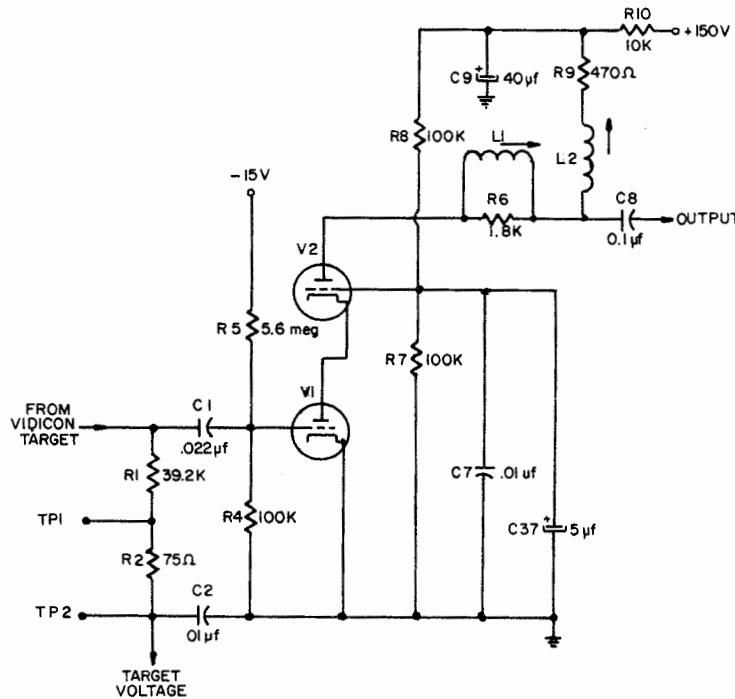 R10
10K
+150V
C9
+
40µf
R9
470Ω
R8
100K
L1
L2
-15V
R6
1.8K
C8
0.1µf
OUTPUT
V2
R5
5.6 meg
R7
100K
V1
FROM
VIDICON
TARGET
C1
.022µf
R1
39.2K
R4
100K
C7
.01uf
TP1
C37
+
5µf
R2
75Ω
C2
TP2
01µf
TARGET
VOLTAGE